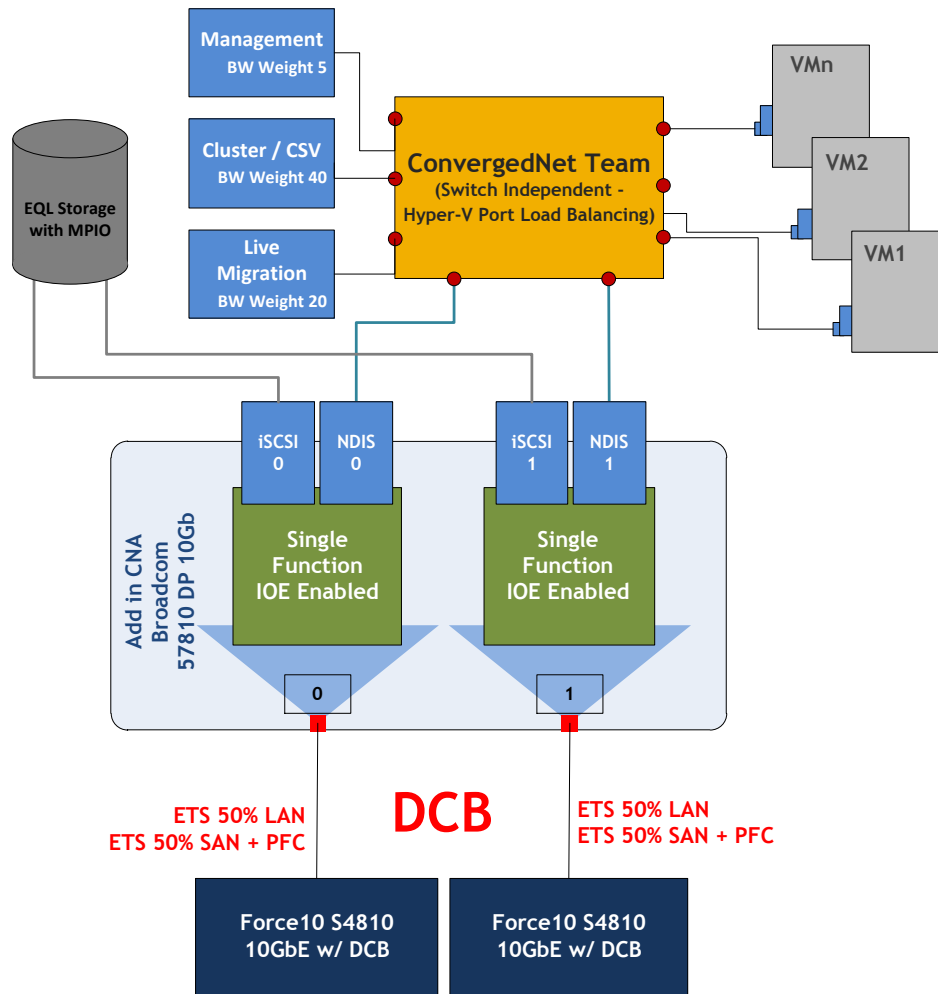 Management
BW Weight 5
Cluster / CSV
BW Weight 40
Live
Migration
BW Weight 20
EQL Storage
with MPIO
ConvergedNet Team
(Switch Independent -
Hyper-V Port Load Balancing)
VMn
VM2
VM1
iSCSI
0
NDIS
0
iSCSI
1
NDIS
1
Add in CNA
Broadcom
57810 DP 10Gb
Single
Function
IOE Enabled
Single
Function
IOE Enabled
0
1
ETS 50% LAN
ETS 50% SAN + PFC
DCB
ETS 50% LAN
ETS 50% SAN + PFC
Force10 S4810
10GbE w/ DCB
Force10 S4810
10GbE w/ DCB